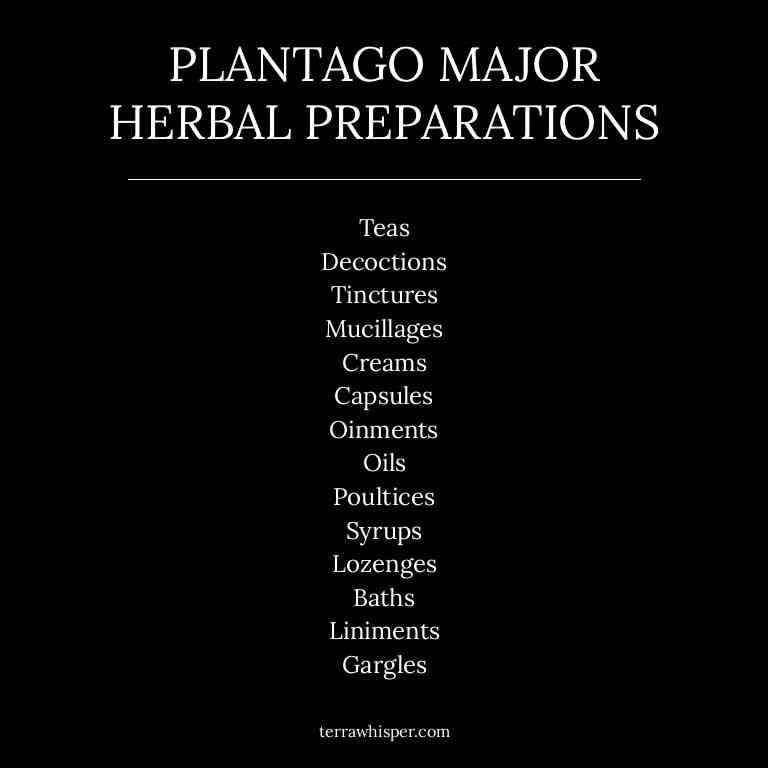 PLANTAGO MAJOR
HERBAL PREPARATIONS
Teas
Decoctions
Tinctures
Mucillages
Creams
Capsules
Oinments
Oils
Poultices
Syrups
Lozenges
Baths
Liniments
Gargles
terrawhisper.com